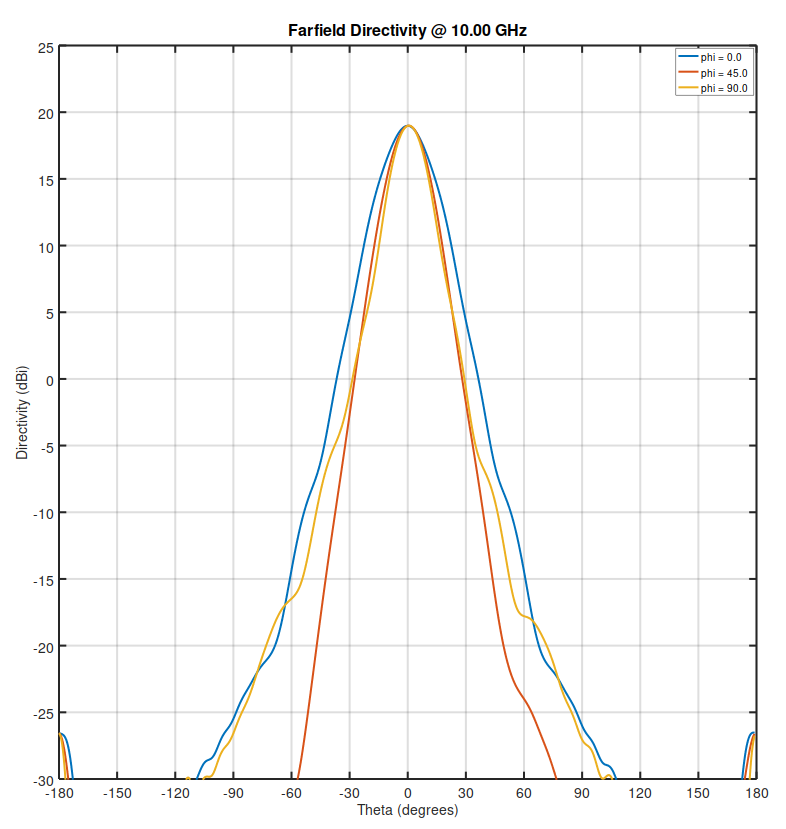 Farfield Directivity @ 10.00 GHz
phi = 0.0
phi = 45.0
phi = 90.0
25
20
15
10
5
0
-5
-10
-15
-20
-25
-30
Directivity (dBi)
-180 -150 -120 -90 -60 -30 0 30 60 90 120 150 180
Theta (degrees)